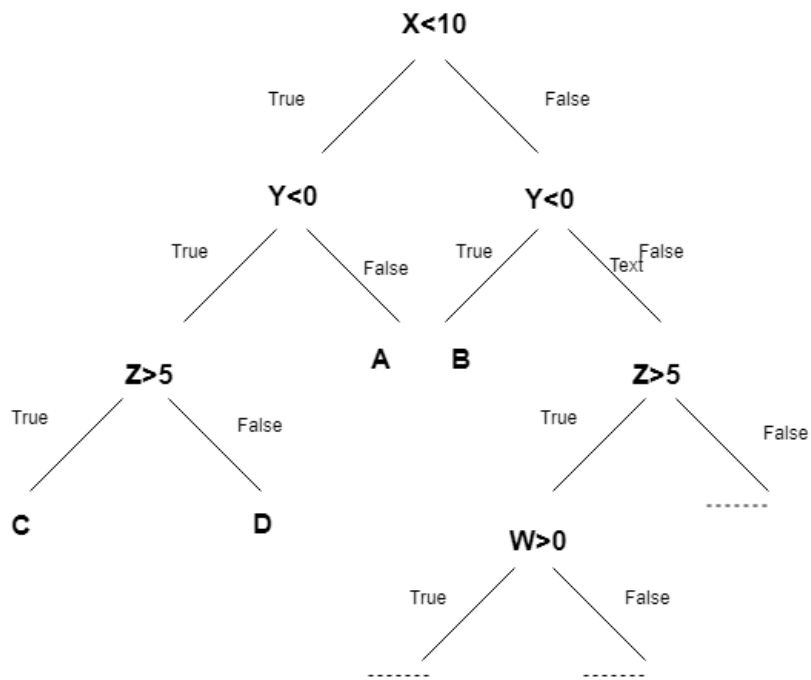 X<10
True
False
Y<0
Y<0
True
False
True
False
Text
A
B
Z>5
Z>5
True
False
True
False
C
D
W>0
True
False